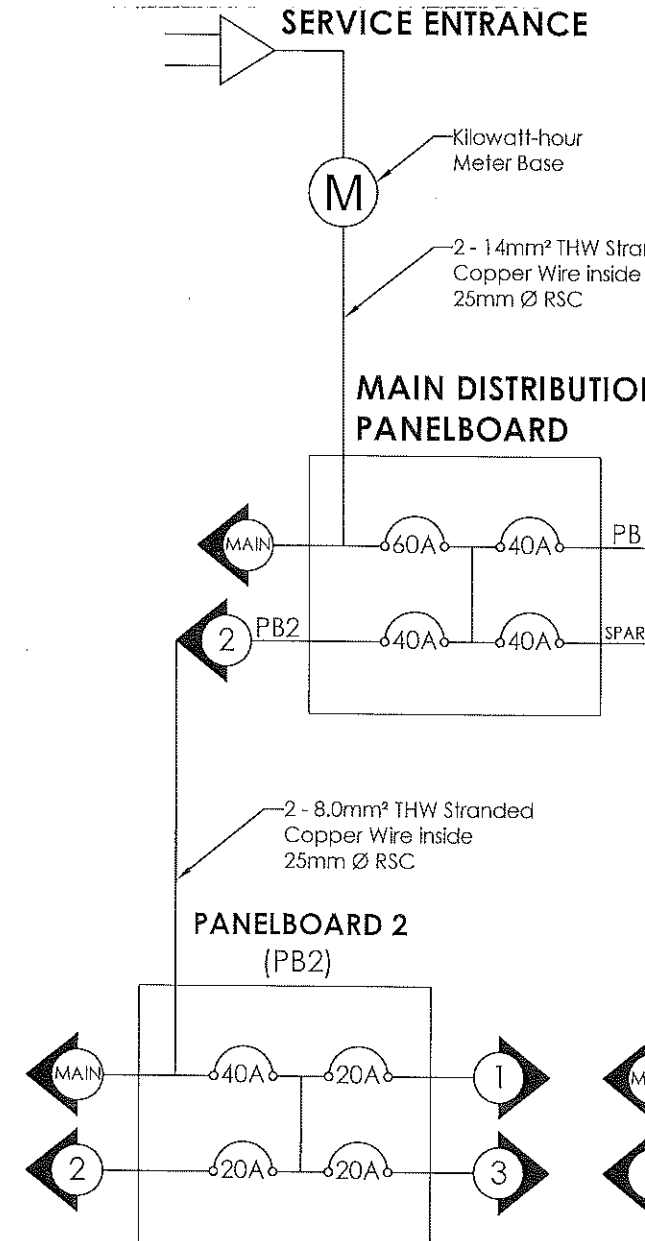 SERVICE ENTRANCE
Kilowatt-hour
Meter Base
M
2 - 14mm² THW
Copper Wire inside
25mm Ø RSC
MAIN DISTRIBUTION
PANELBOARD
MAIN 60A 40A PB
2 PB2 40A 40A SPAR
2 - 8.0mm² THW Stranded
Copper Wire Inside
25mm Ø RSC
PANELBOARD 2
(PB2)
MAIN 40A 20A 1
2 20A 20A 3